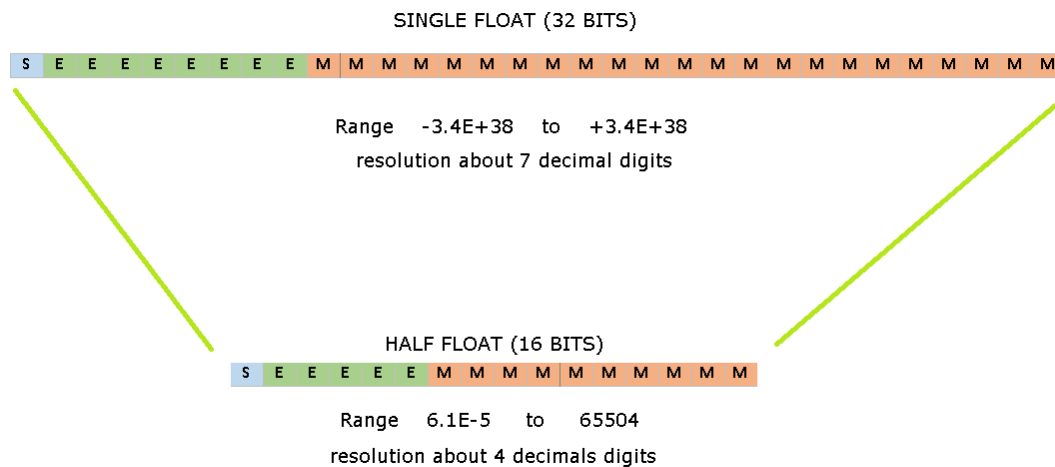 SINGLE FLOAT (32 BITS)
S E E E E E E E E M M M M M M M M M M M M M M M M M M M M M M M
Range -3.4E+38 to +3.4E+38
resolution about 7 decimal digits
HALF FLOAT (16 BITS)
S E E E E E M M M M M M M M M M
Range 6.1E-5 to 65504
resolution about 4 decimals digits